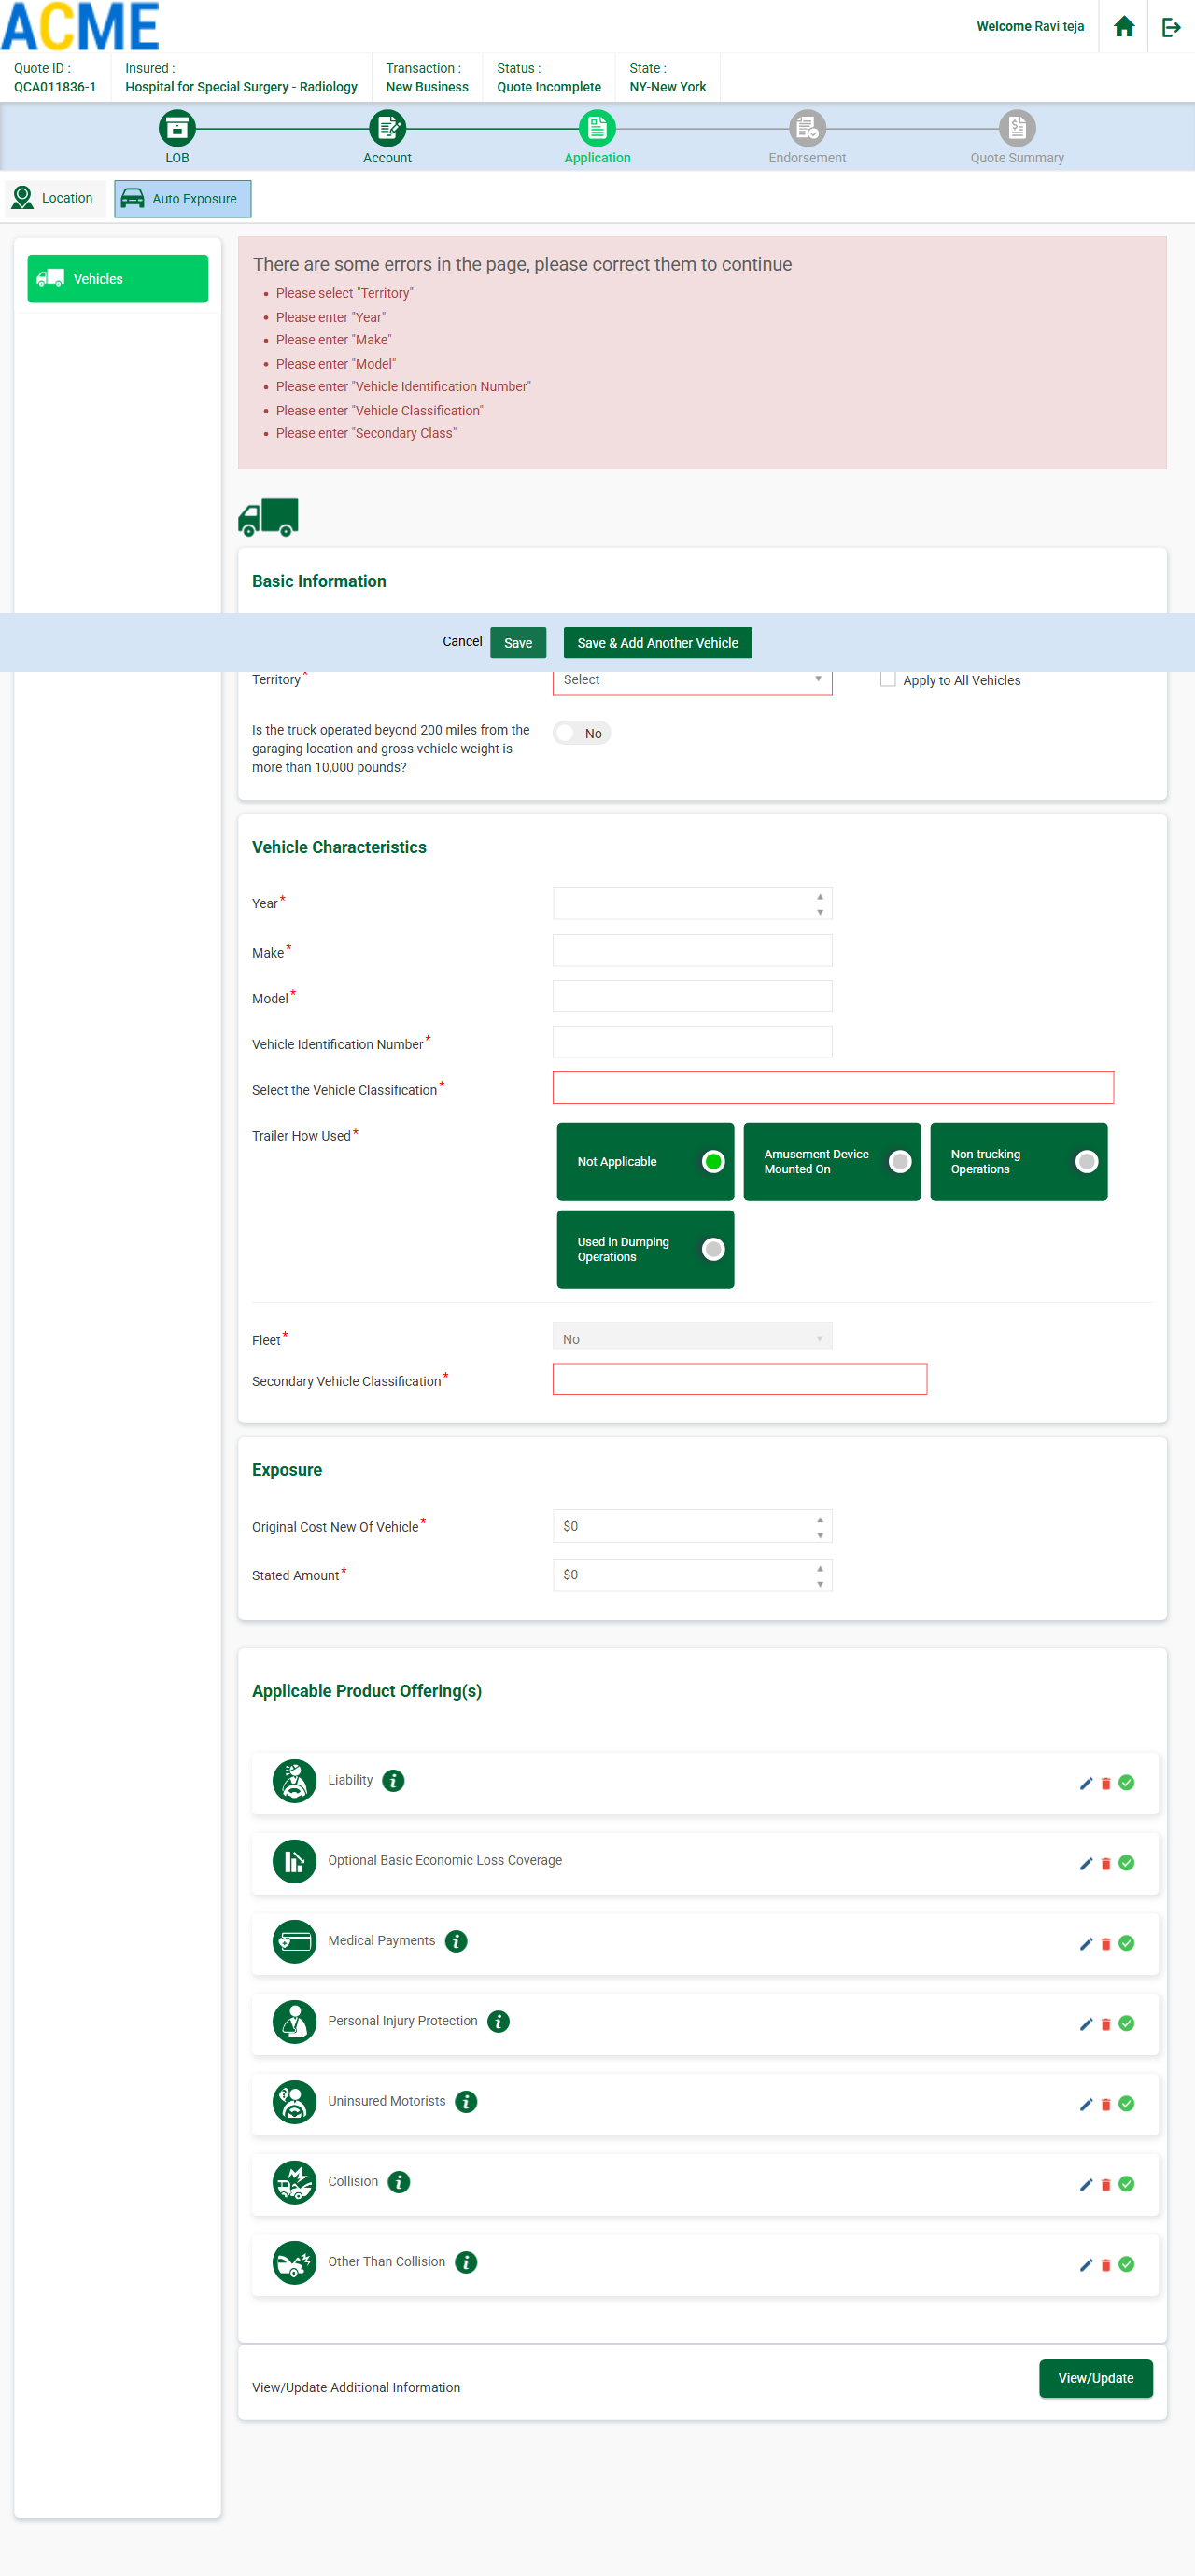 ACME
Welcome Ravi teja
Quote ID :
QCA011836-1
Insured :
Hospital for Special Surgery - Radiology
Transaction :
New Business
Status :
Quote Incomplete
State :
NY-New York
LOB
Account
Application
Endorsement
Quote Summary
Location
Auto Exposure
Vehicles
There are some errors in the page, please correct them to continue
Please select "Territory"
Please enter "Year"
Please enter "Make"
Please enter "Model"
Please enter "Vehicle Identification Number"
Please enter "Vehicle Classification"
Please enter "Secondary Class"
Basic Information
Cancel
Save
Save & Add Another Vehicle
Territory *
Select
Apply to All Vehicles
Is the truck operated beyond 200 miles from the
garaging location and gross vehicle weight is
more than 10,000 pounds?
No
Vehicle Characteristics
Year *
Make *
Model *
Vehicle Identification Number *
Select the Vehicle Classification *
Trailer How Used *
Not Applicable
Amusement Device
Mounted On
Non-trucking
Operations
Used in Dumping
Operations
Fleet *
No
Secondary Vehicle Classification *
Exposure
Original Cost New Of Vehicle *
$0
Stated Amount *
$0
Applicable Product Offering(s)
Liability
Optional Basic Economic Loss Coverage
Medical Payments
Personal Injury Protection
Uninsured Motorists
Collision
Other Than Collision
View/Update Additional Information
View/Update